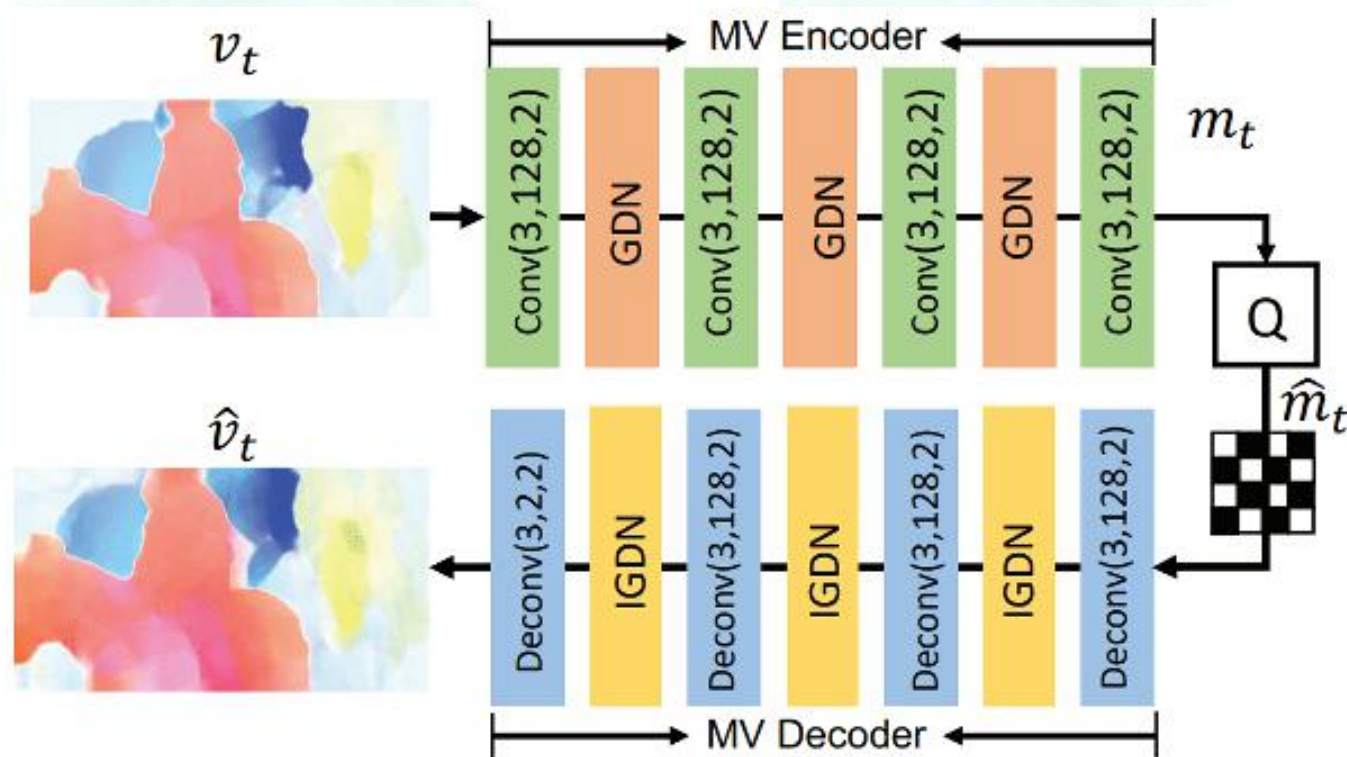 MV Encoder
v_t
Conv(3,128,2)
GDN
Conv(3,128,2)
GDN
Conv(3,128,2)
GDN
Conv(3,128,2)
m_t
Q
m̂_t
v̂_t
Deconv(3,2,2)
IGDN
Deconv(3,128,2)
IGDN
Deconv(3,128,2)
IGDN
Deconv(3,128,2)
MV Decoder